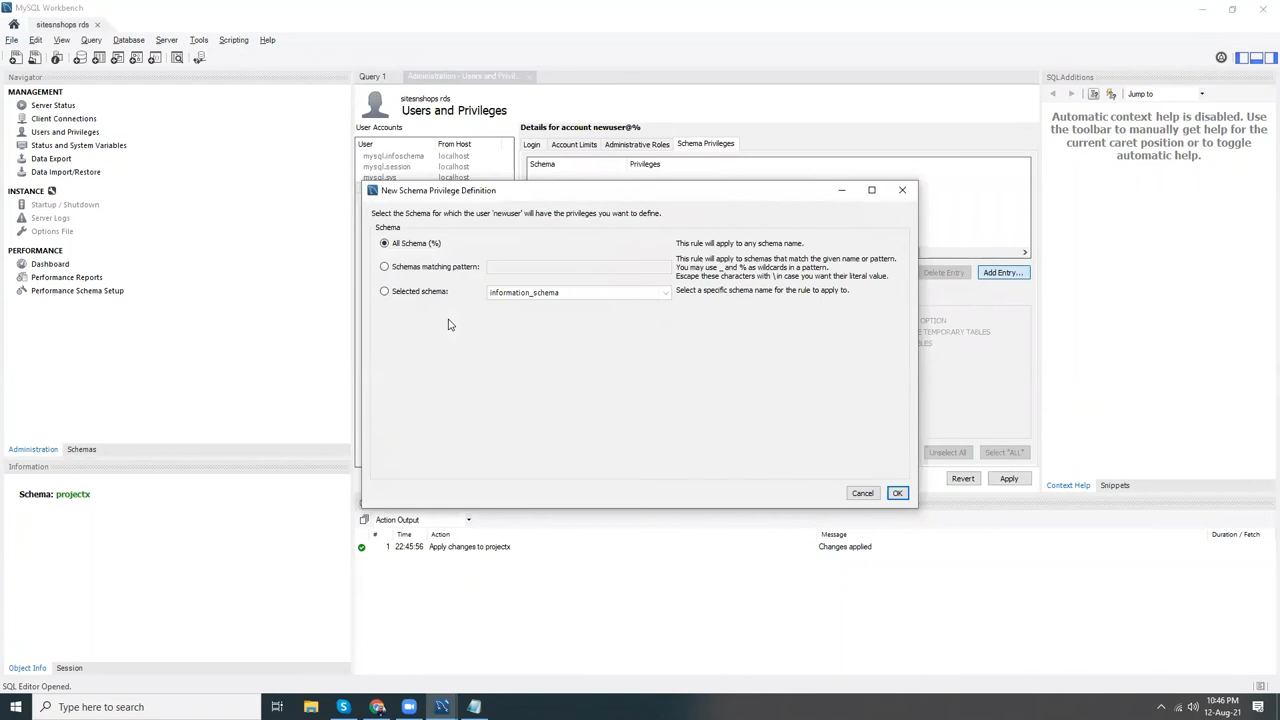 MySQL Workbench
sitesnshops rds
File Edit View Query Database Server Tools Scripting Help
Navigator
MANAGEMENT
Server Status
Client Connections
Users and Privileges
Status and System Variables
Data Export
Data Import/Restore
INSTANCE
Startup / Shutdown
Server Logs
Options File
PERFORMANCE
Dashboard
Performance Reports
Performance Schema Setup
Administration Schemas
Information
Schema: projectx
Object Info Session
SQL Editor Opened.
Query 1 Administration - Users and Privil...
sitesnshops rds
Users and Privileges
User Accounts
User From Host
mysql.infoschema localhost
mysql.session localhost
mysql.sys localhost
Details for account newuser@%
Login Account Limits Administrative Roles Schema Privileges
Schema Privileges
New Schema Privilege Definition
Select the Schema for which the user 'newuser' will have the privileges you want to define.
Schema
All Schema (%) This rule will apply to any schema name.
Schemas matching pattern: This rule will apply to schemas that match the given name or pattern.
You may use _ and % as wildcards in a pattern.
Escape these characters with \in case you want their literal value.
Selected schema: information_schema Select a specific schema name for the rule to apply to.
Cancel OK
Delete Entry Add Entry...
OPTION
E TEMPORARY TABLES
BLES
Unselect All Select "ALL"
Revert Apply
Action Output
# Time Action Message Duration / Fetch
1 22:45:56 Apply changes to projectx Changes applied
SQLAdditions
Jump to
Automatic context help is disabled. Use
the toolbar to manually get help for the
current caret position or to toggle
automatic help.
Context Help Snippets
Type here to search
10:46 PM
12-Aug-21